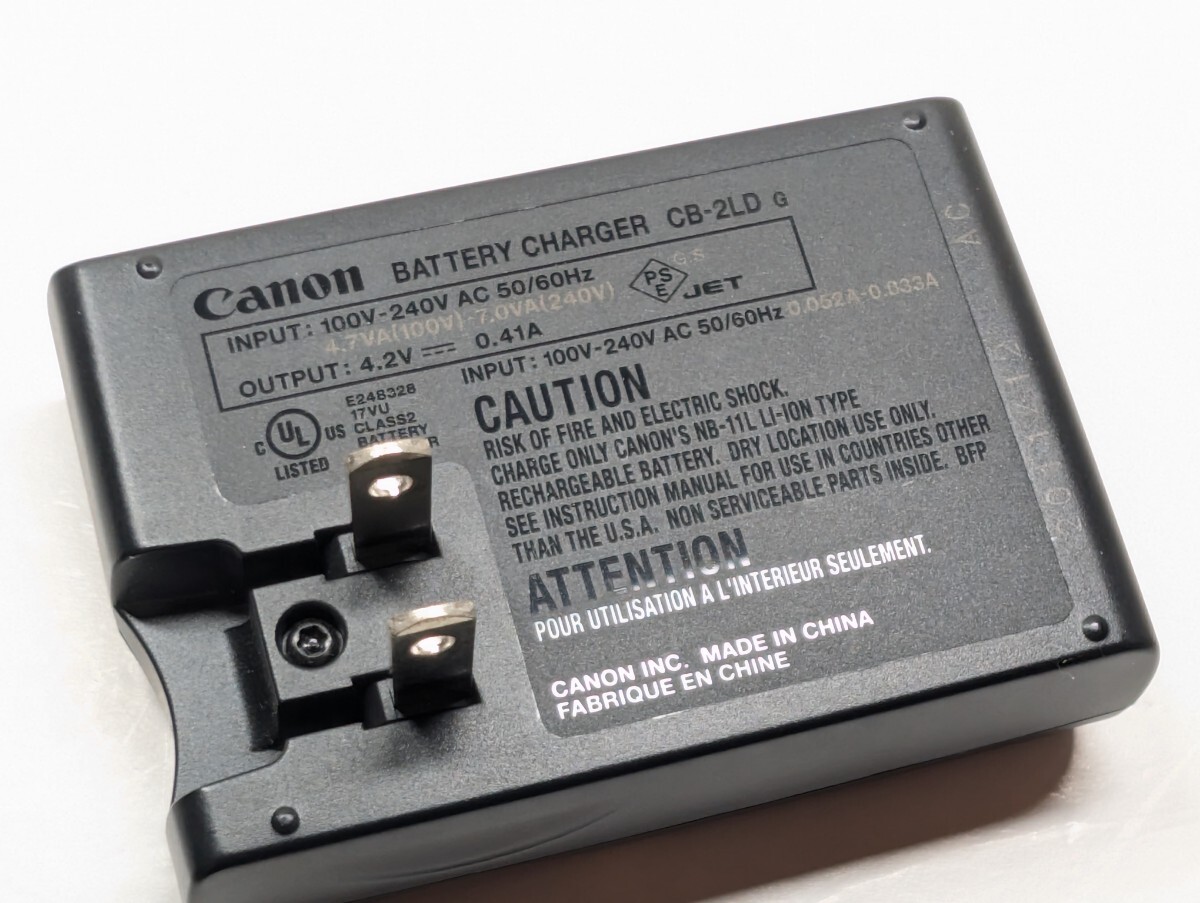 Canon BATTERY CHARGER CB-2LD G
INPUT: 100V-240V AC 50/60Hz
4.7VA(100V)-7.0VA(240V)
OUTPUT: 4.2V ⎓ 0.41A
PS E JET
G.S
INPUT: 100V-240V AC 50/60Hz 0.052A-0.033A
E248328
17VU
CLASS2
BATTERY
C UL US
LISTED
CAUTION
RISK OF FIRE AND ELECTRIC SHOCK.
CHARGE ONLY CANON'S NB-11L LI-ION TYPE
RECHARGEABLE BATTERY. DRY LOCATION USE ONLY.
SEE INSTRUCTION MANUAL FOR USE IN COUNTRIES OTHER
THAN THE U.S.A. NON SERVICEABLE PARTS INSIDE. BFP
ATTENTION
POUR UTILISATION A L'INTERIEUR SEULEMENT.
CANON INC. MADE IN CHINA
FABRIQUE EN CHINE
AC